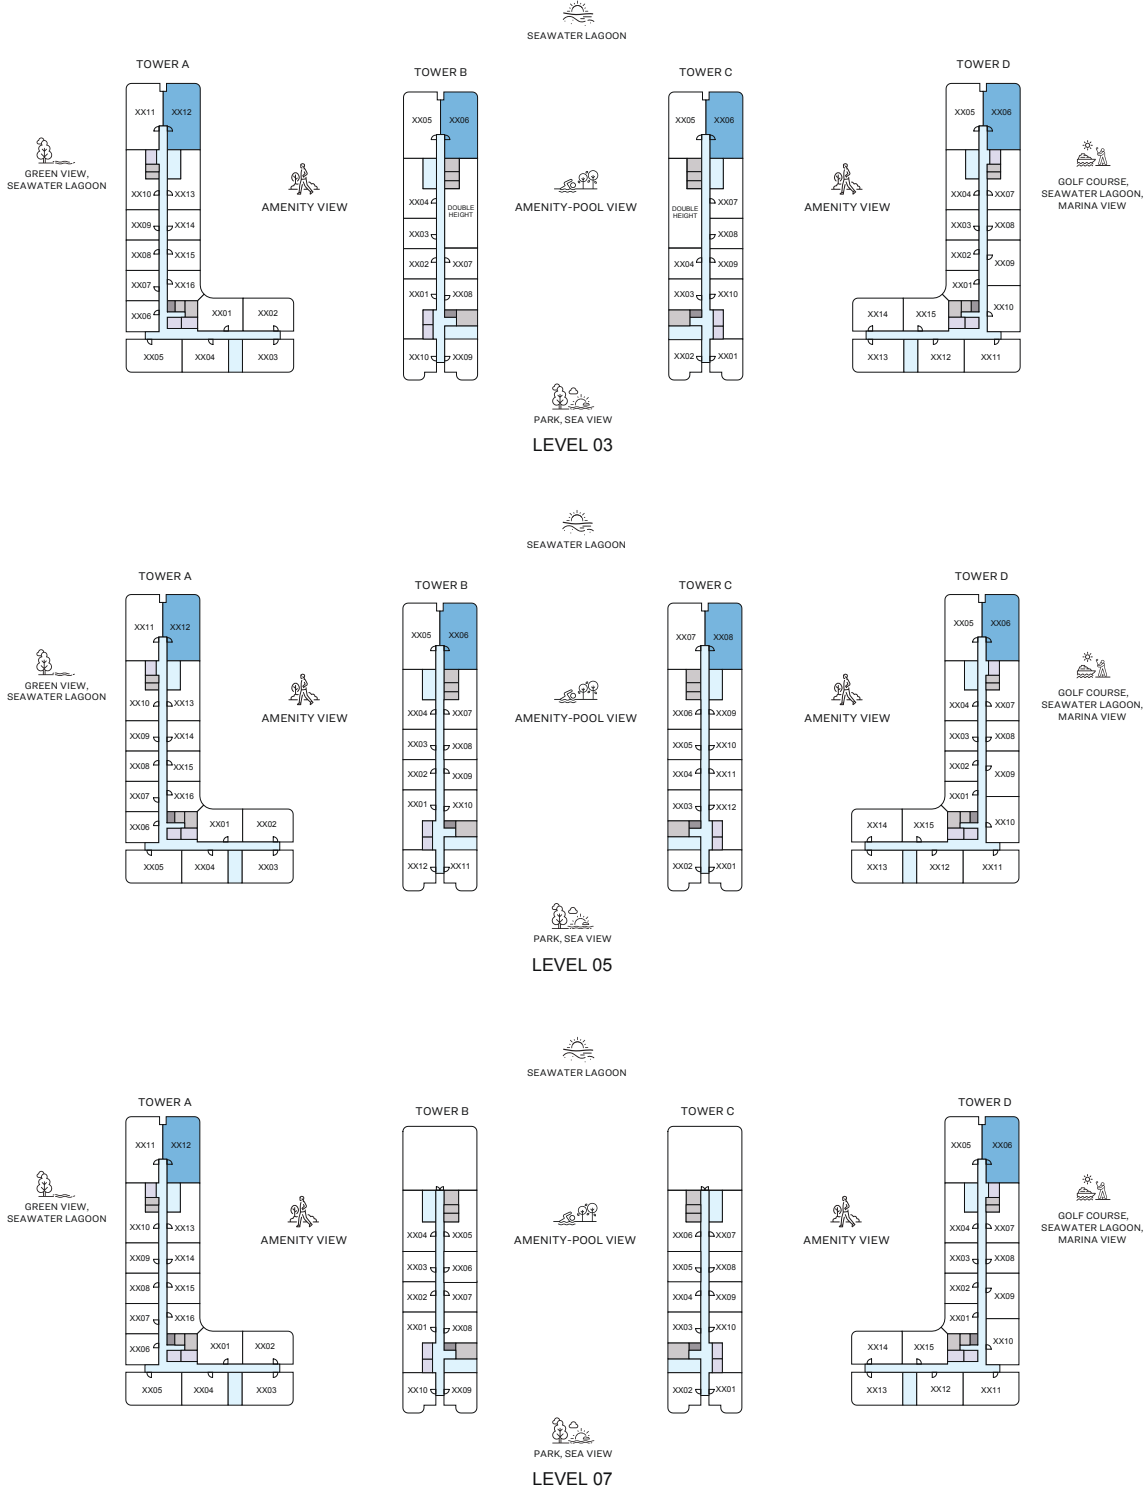 SEAWATER LAGOON
TOWER A
TOWER B
TOWER C
TOWER D
XX11 XX12
XX05 XX06
XX05 XX06
XX05 XX06
GREEN VIEW,
SEAWATER LAGOON
AMENITY VIEW
AMENITY-POOL VIEW
AMENITY VIEW
GOLF COURSE,
SEAWATER LAGOON,
MARINA VIEW
XX10 XX13
XX09 XX14
XX08 XX15
XX07 XX16
XX06 XX01 XX02
XX05 XX04 XX03
XX04 DOUBLE
HEIGHT
XX03
XX02 XX07
XX01 XX08
XX10 XX09
DOUBLE
HEIGHT
XX07
XX08
XX04 XX09
XX03 XX10
XX02 XX01
XX04 XX07
XX03 XX08
XX02 XX09
XX01 XX10
XX14 XX15
XX13 XX12 XX11
PARK, SEA VIEW
LEVEL 03
SEAWATER LAGOON
TOWER A
TOWER B
TOWER C
TOWER D
XX11 XX12
XX05 XX06
XX07 XX08
XX05 XX06
GREEN VIEW,
SEAWATER LAGOON
AMENITY VIEW
AMENITY-POOL VIEW
AMENITY VIEW
GOLF COURSE,
SEAWATER LAGOON,
MARINA VIEW
XX10 XX13
XX09 XX14
XX08 XX15
XX07 XX16
XX06 XX01 XX02
XX05 XX04 XX03
XX04 XX07
XX03 XX08
XX02 XX09
XX01 XX10
XX12 XX11
XX06 XX09
XX05 XX10
XX04 XX11
XX03 XX12
XX02 XX01
XX04 XX07
XX03 XX08
XX02 XX09
XX01 XX10
XX14 XX15
XX13 XX12 XX11
PARK, SEA VIEW
LEVEL 05
SEAWATER LAGOON
TOWER A
TOWER B
TOWER C
TOWER D
XX11 XX12
XX05 XX06
GREEN VIEW,
SEAWATER LAGOON
AMENITY VIEW
AMENITY-POOL VIEW
AMENITY VIEW
GOLF COURSE,
SEAWATER LAGOON,
MARINA VIEW
XX10 XX13
XX09 XX14
XX08 XX15
XX07 XX16
XX06 XX01 XX02
XX05 XX04 XX03
XX04 XX05
XX03 XX06
XX02 XX07
XX01 XX08
XX10 XX09
XX06 XX07
XX05 XX08
XX04 XX09
XX03 XX10
XX02 XX01
XX04 XX07
XX03 XX08
XX02 XX09
XX01 XX10
XX14 XX15
XX13 XX12 XX11
PARK, SEA VIEW
LEVEL 07